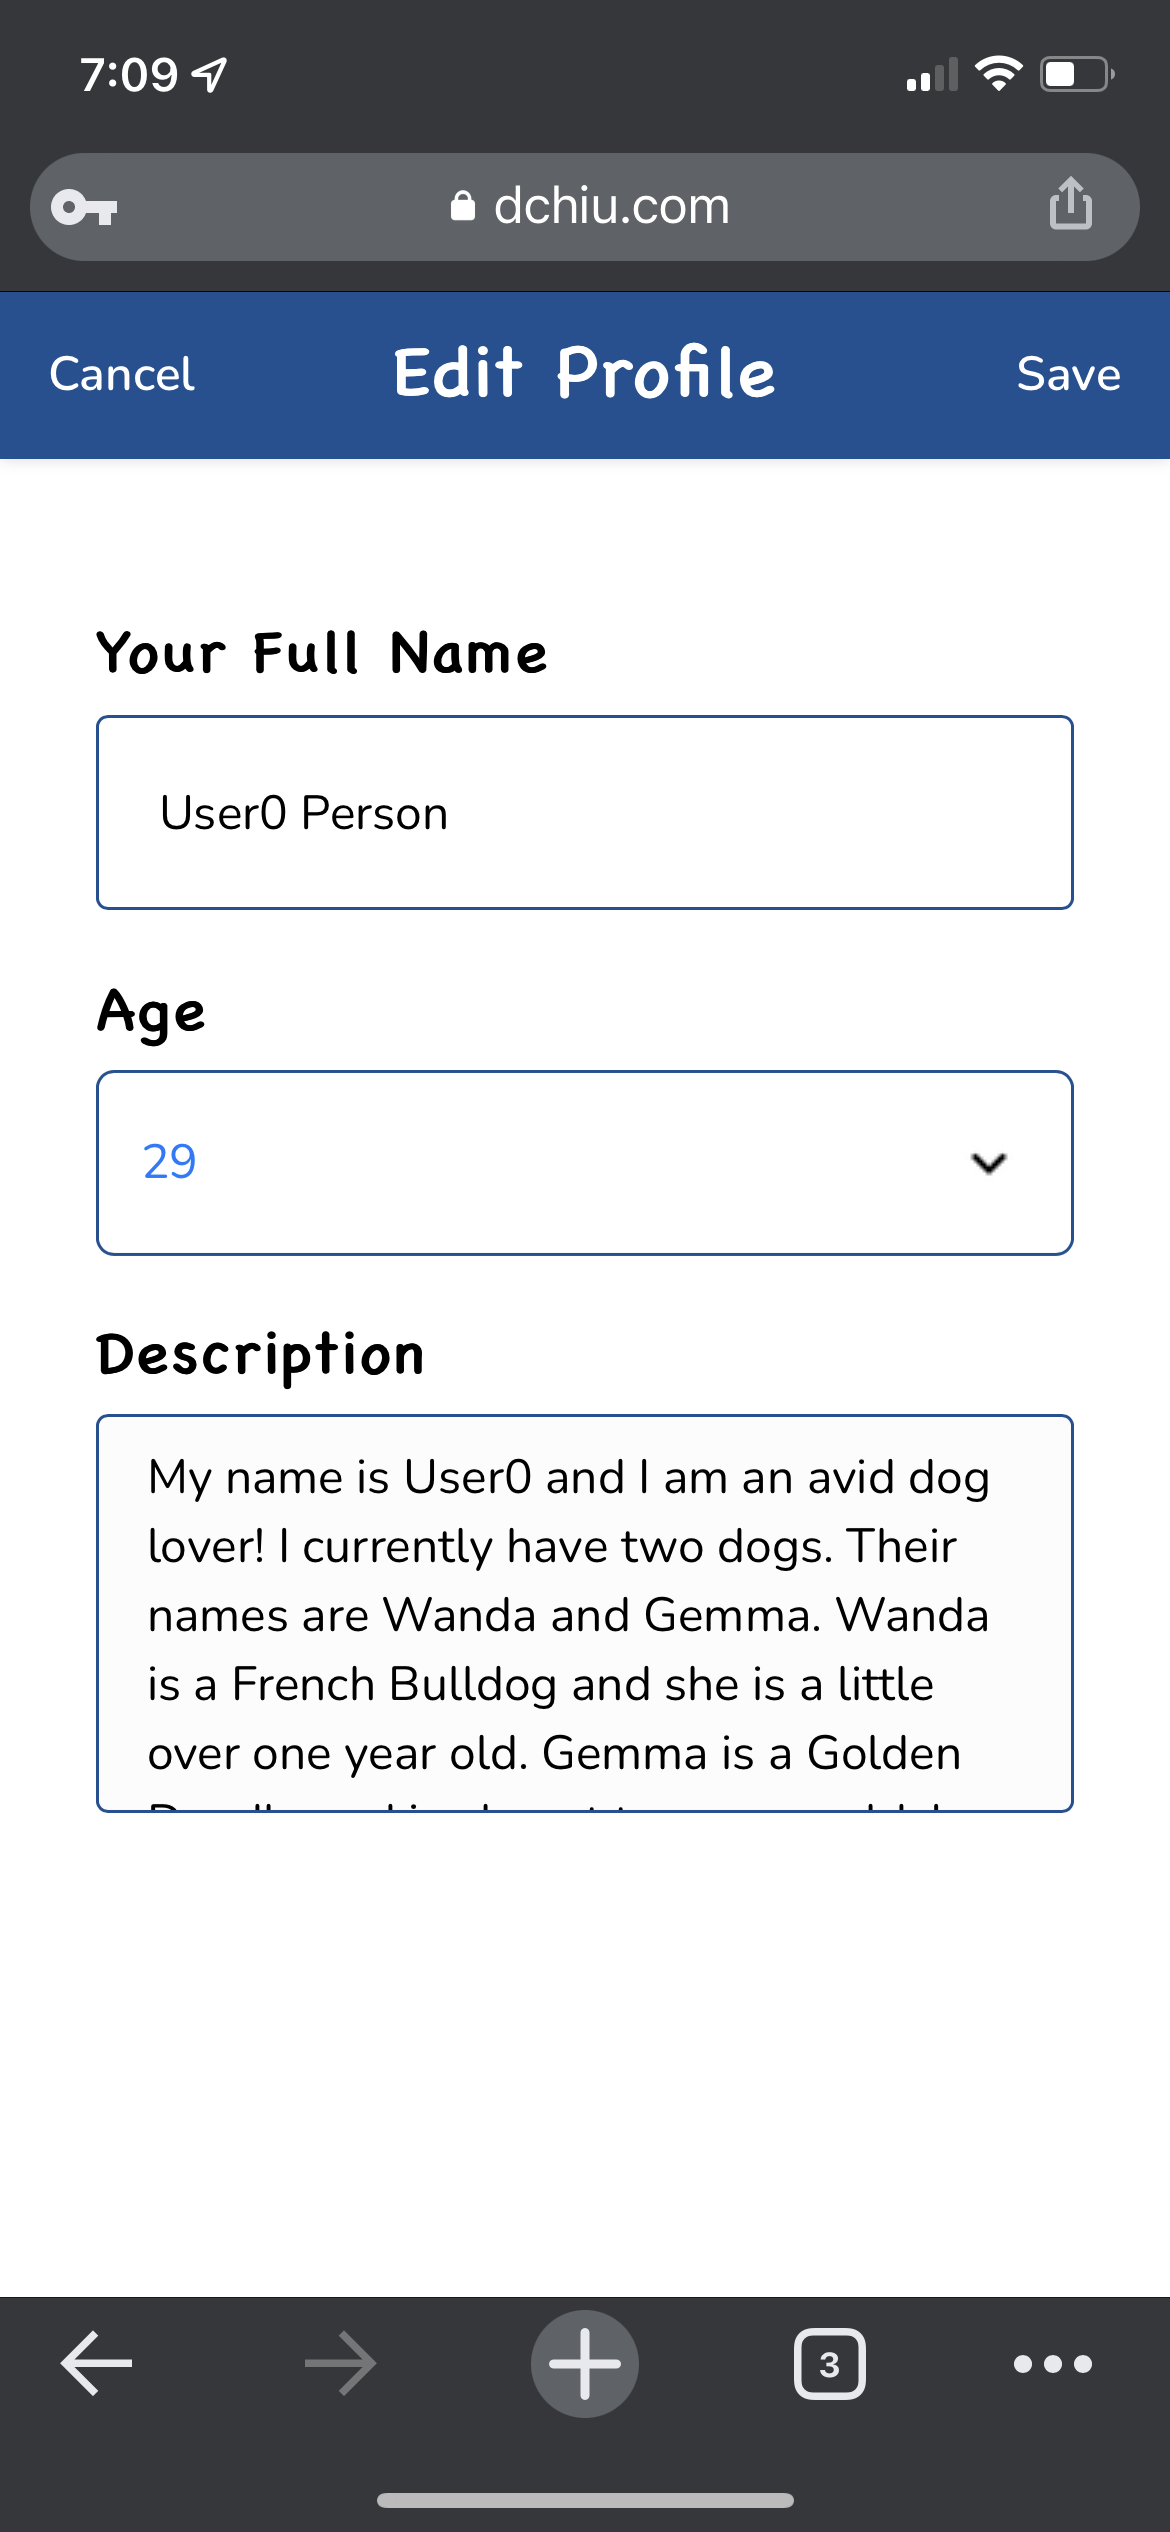 7:09
dchiu.com
Cancel
Edit Profile
Save
Your Full Name
User0 Person
Age
29
Description
My name is User0 and I am an avid dog
lover! I currently have two dogs. Their
names are Wanda and Gemma. Wanda
is a French Bulldog and she is a little
over one year old. Gemma is a Golden
3